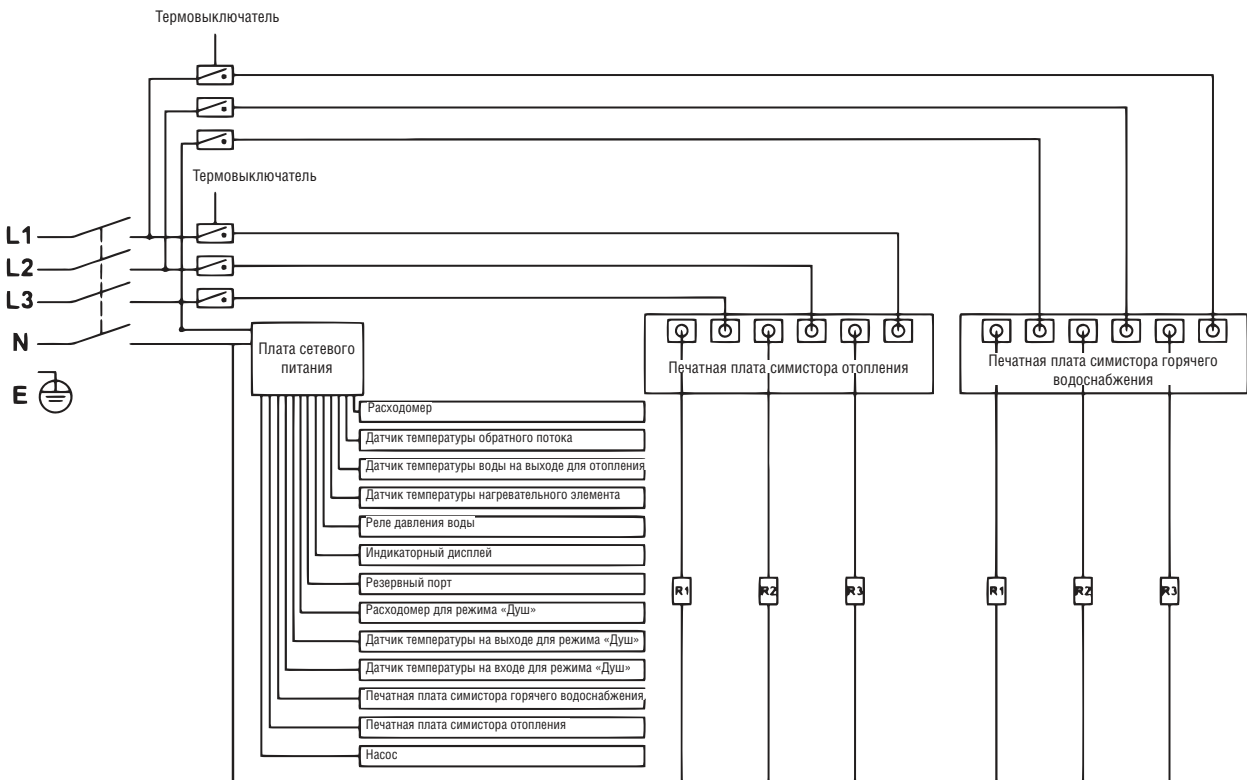 Термовыключатель
Термовыключатель
L1
L2
L3
N
E
Плата сетевого
питания
Печатная плата симистора отопления
Печатная плата симистора горячего
водоснабжения
Расходомер
Датчик температуры обратного потока
Датчик температуры воды на выходе для отопления
Датчик температуры нагревательного элемента
Реле давления воды
Индикаторный дисплей
Резервный порт
Расходомер для режима «Душ»
Датчик температуры на выходе для режима «Душ»
Датчик температуры на входе для режима «Душ»
Печатная плата симистора горячего водоснабжения
Печатная плата симистора отопления
Насос
R1
R2
R3
R1
R2
R3